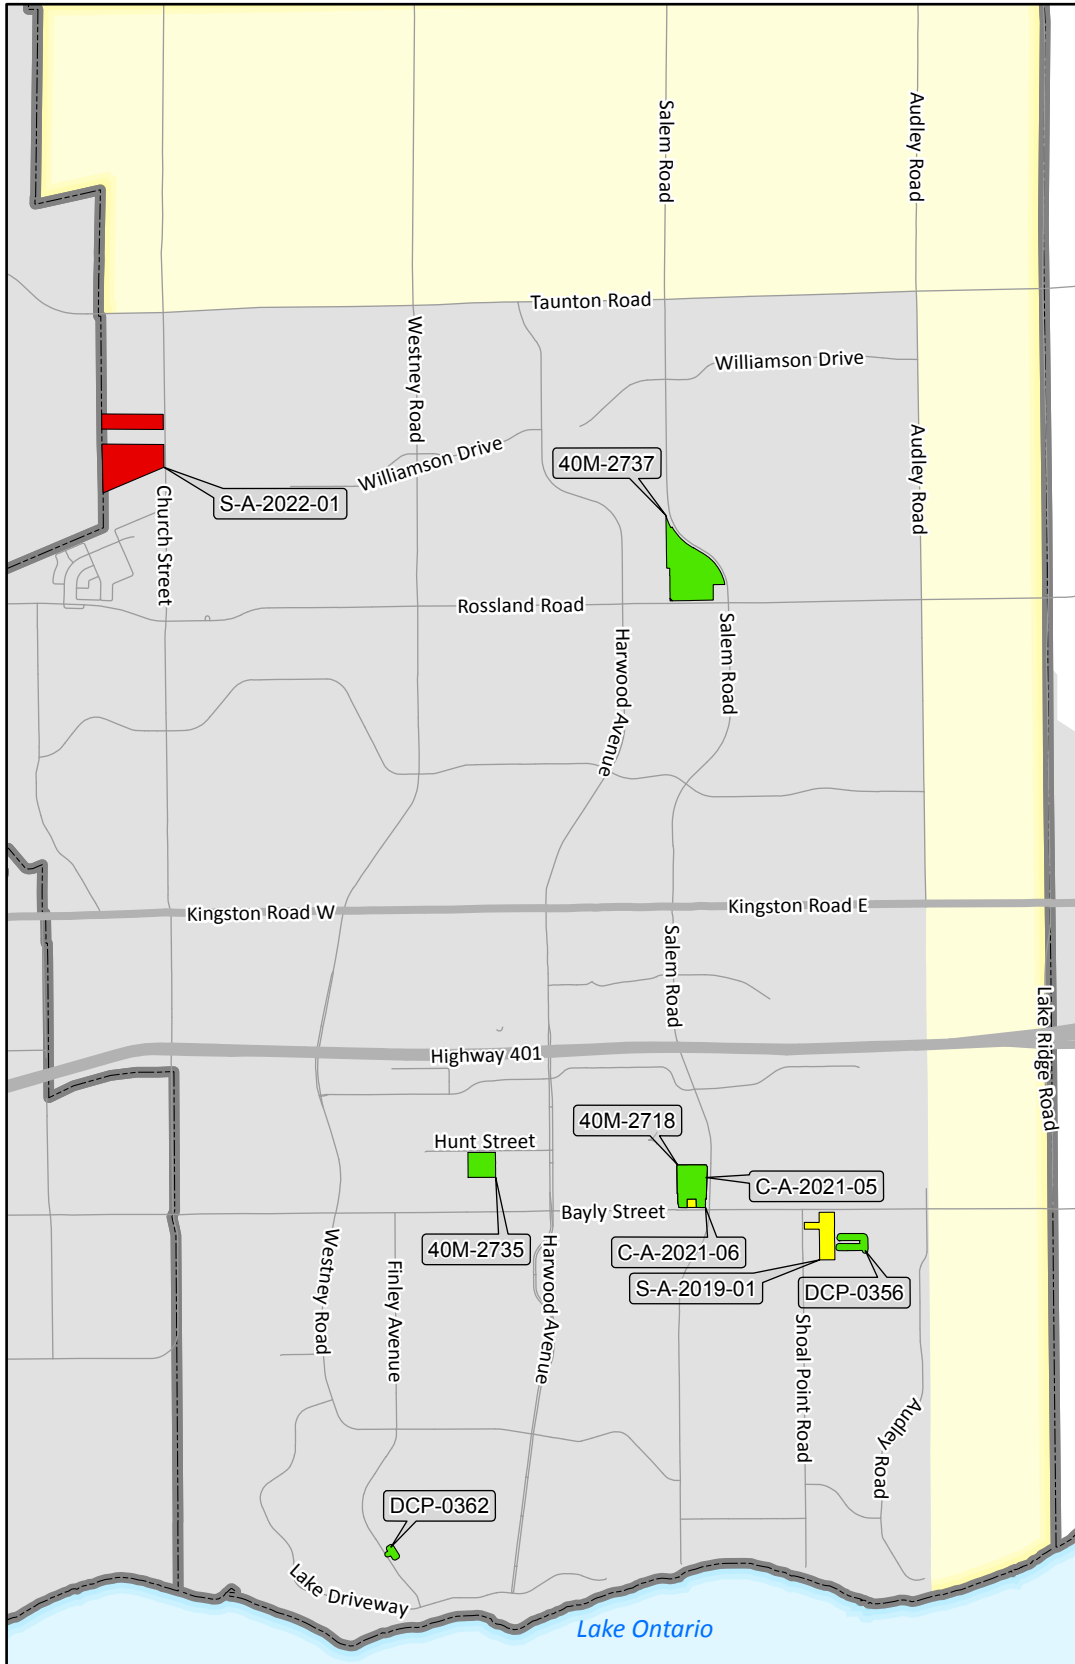 Salem Road
Audley Road
Taunton Road
Westney Road
Williamson Drive
Williamson Drive
Audley Road
40M-2737
S-A-2022-01
Church Street
Rossland Road
Harwood Avenue
Salem Road
Kingston Road W
Kingston Road E
Salem Road
Lake Ridge Road
Highway 401
40M-2718
Hunt Street
C-A-2021-05
Bayly Street
40M-2735
C-A-2021-06
S-A-2019-01
DCP-0356
Westney Road
Finley Avenue
Harwood Avenue
Shoal Point Road
Audley Road
DCP-0362
Lake Driveway
Lake Ontario